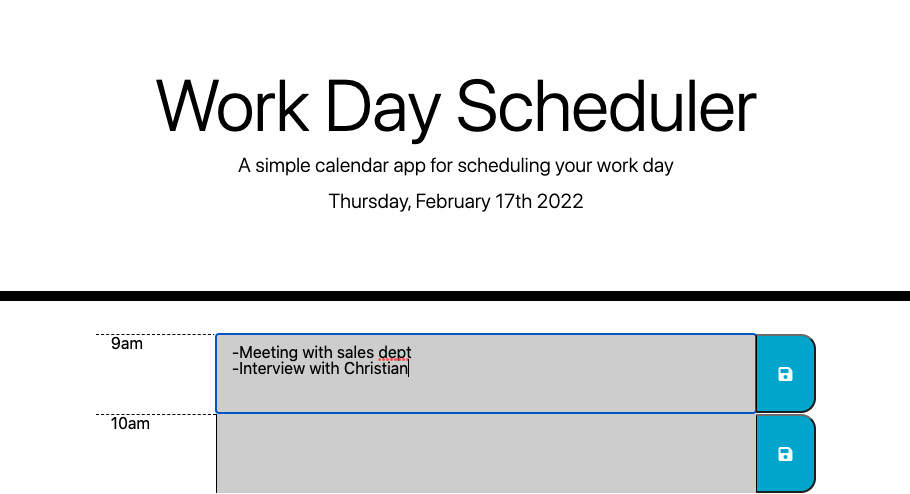 Work Day Scheduler
A simple calendar app for scheduling your work day
Thursday, February 17th 2022
9am
-Meeting with sales dept
-Interview with Christian
10am